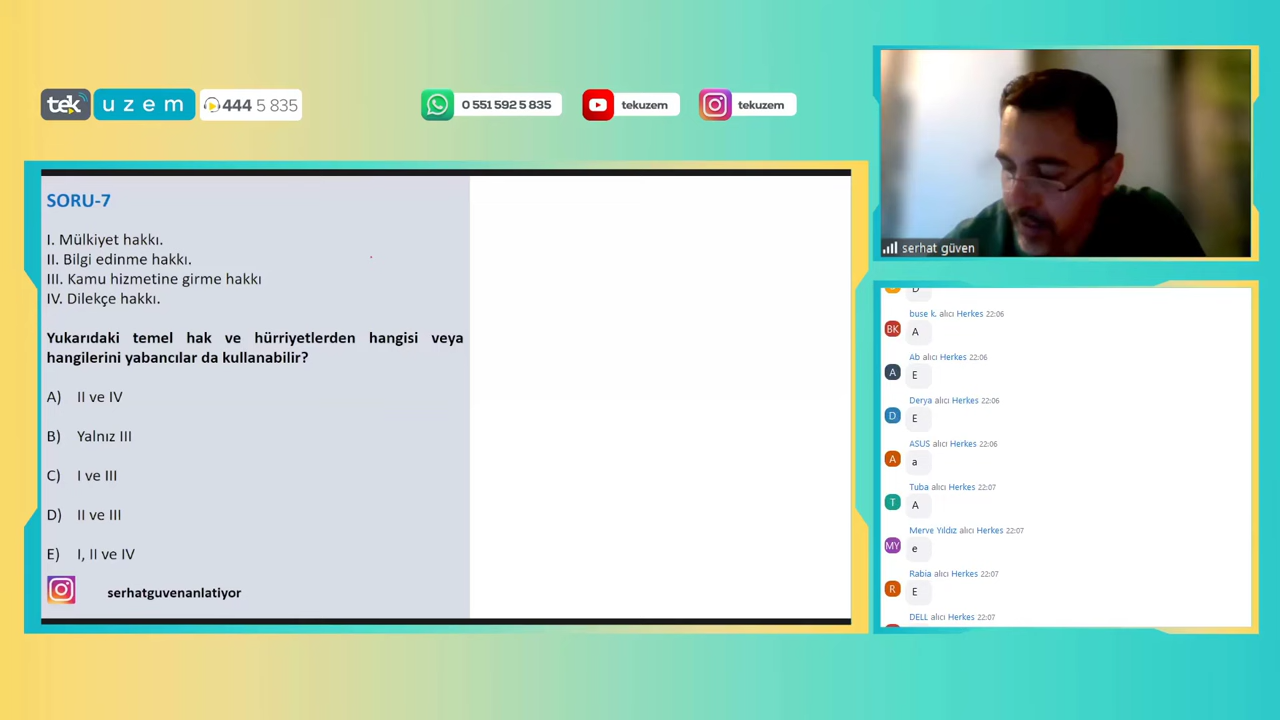 tek uzem 444 5 835
0 551 592 5 835
tekuzem
tekuzem
SORU-7
I. Mülkiyet hakkı.
II. Bilgi edinme hakkı.
III. Kamu hizmetine girme hakkı
IV. Dilekçe hakkı.
Yukarıdaki temel hak ve hürriyetlerden hangisi veya
hangilerini yabancılar da kullanabilir?
A) II ve IV
B) Yalnız III
C) I ve III
D) II ve III
E) I, II ve IV
serhatguvenanlatiyor
serhat güven
D
buse k. alıcı Herkes 22:06
BK A
Ab alıcı Herkes 22:06
A E
Derya alıcı Herkes 22:06
D E
ASUS alıcı Herkes 22:06
A a
Tuba alıcı Herkes 22:07
T A
Merve Yıldız alıcı Herkes 22:07
MY e
Rabia alıcı Herkes 22:07
R E
DELL alıcı Herkes 22:07